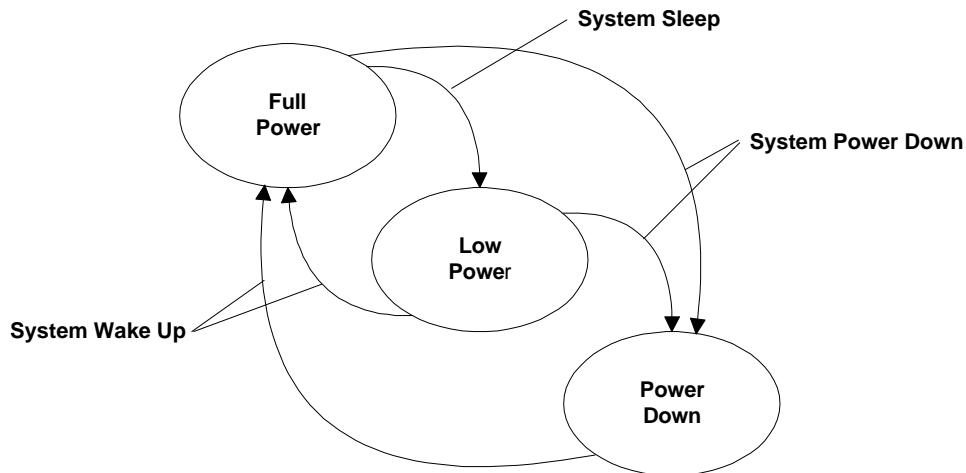 System Sleep
Full
Power
System Power Down
Low
Power
System Wake Up
Power
Down